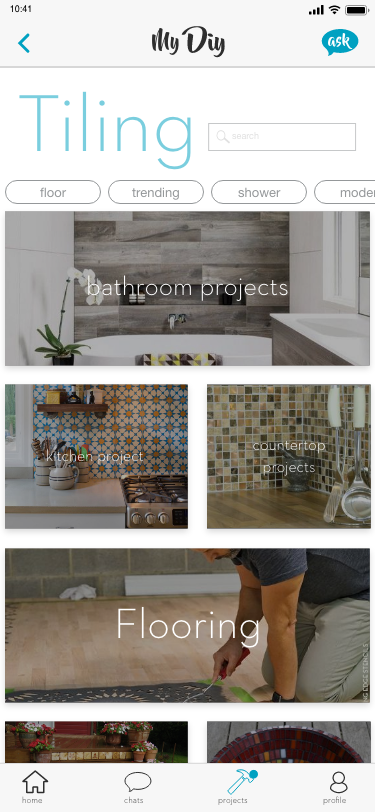 10:41
My Diy
ask
Tiling
search
floor
trending
shower
moder
bathroom projects
kitchen project
countertop
projects
Flooring
home
chats
projects
profile